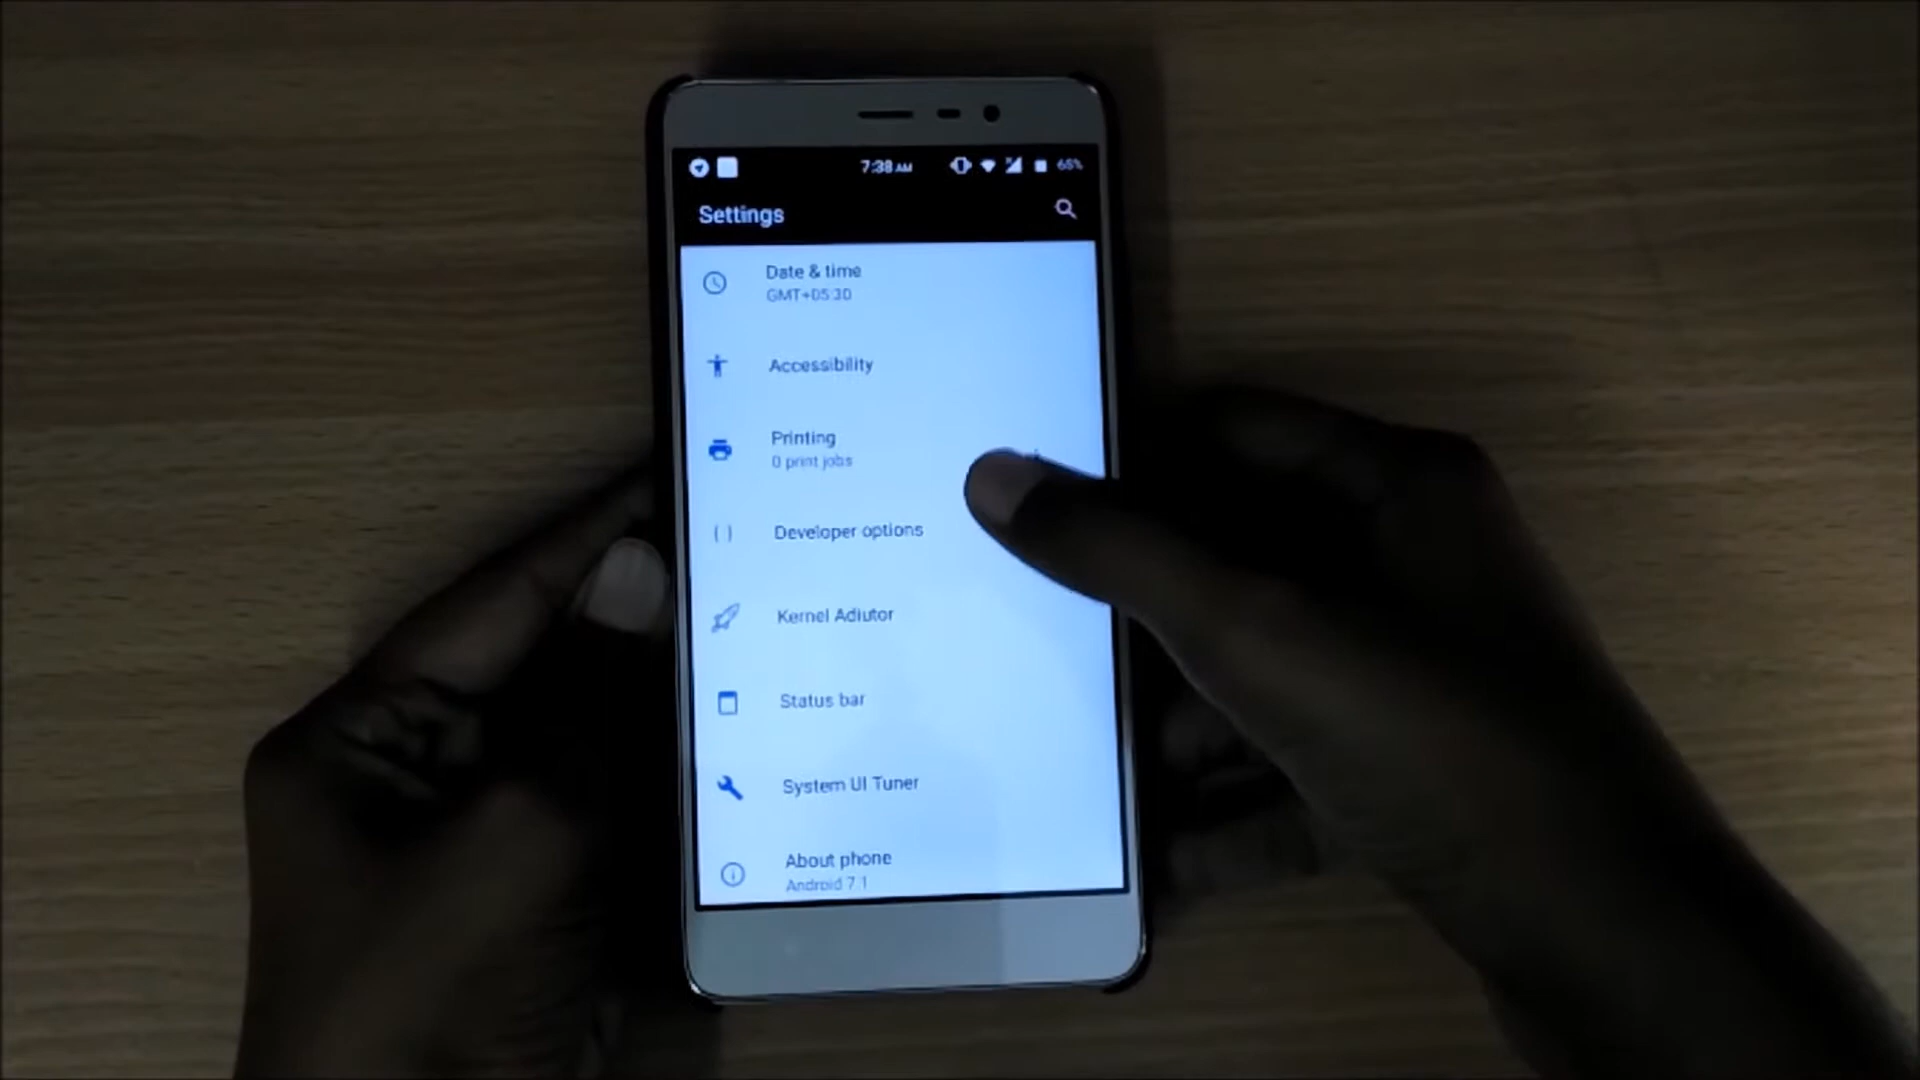 7:38 AM 65%
Settings
Date & time
GMT+05:30
Accessibility
Printing
0 print jobs
Developer options
Kernel Adiutor
Status bar
System UI Tuner
About phone
Android 7.1